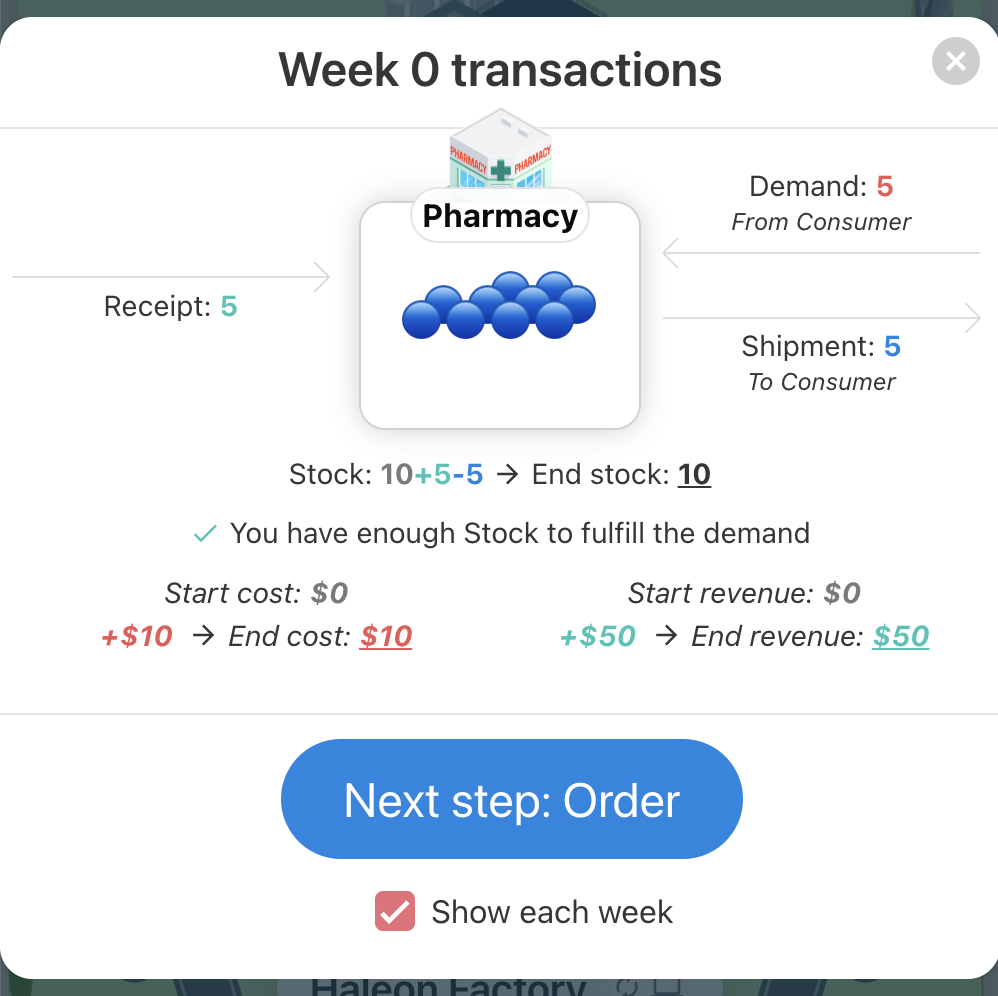 Week 0 transactions
PHARMACY PHARMACY
Pharmacy
Demand: 5
From Consumer
Receipt: 5
Shipment: 5
To Consumer
Stock: 10+5-5 → End stock: 10
✓ You have enough Stock to fulfill the demand
Start cost: $0
+$10 → End cost: $10
Start revenue: $0
+$50 → End revenue: $50
Next step: Order
Show each week
Haleon Factory